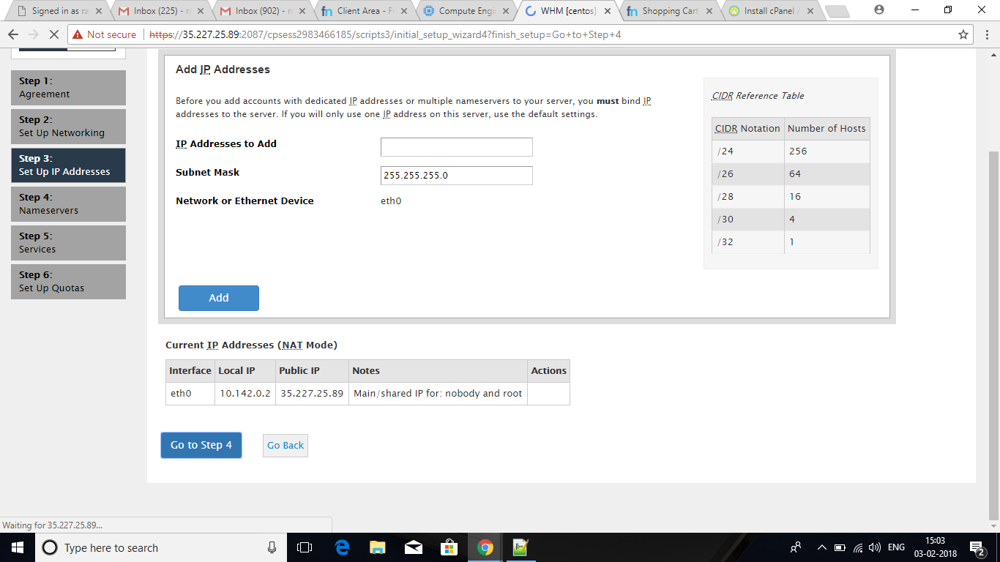 Signed in as ra
Inbox (225) - r
Inbox (902) - r
Client Area - F
Compute Engi
WHM [centos]
Shopping Cart
Install cPanel /
Not secure
https://35.227.25.89:2087/cpsess2983466185/scripts3/initial_setup_wizard4?finish_setup=Go+to+Step+4
Step 1:
Agreement
Step 2:
Set Up Networking
Step 3:
Set Up IP Addresses
Step 4:
Nameservers
Step 5:
Services
Step 6:
Set Up Quotas
Add IP Addresses
Before you add accounts with dedicated IP addresses or multiple nameservers to your server, you must bind IP
addresses to the server. If you will only use one IP address on this server, use the default settings.
IP Addresses to Add
Subnet Mask 255.255.255.0
Network or Ethernet Device eth0
Add
CIDR Reference Table
CIDR Notation Number of Hosts
/24 256
/26 64
/28 16
/30 4
/32 1
Current IP Addresses (NAT Mode)
Interface Local IP Public IP Notes Actions
eth0 10.142.0.2 35.227.25.89 Main/shared IP for: nobody and root
Go to Step 4 Go Back
Waiting for 35.227.25.89...
Type here to search
ENG
15:03
03-02-2018
2